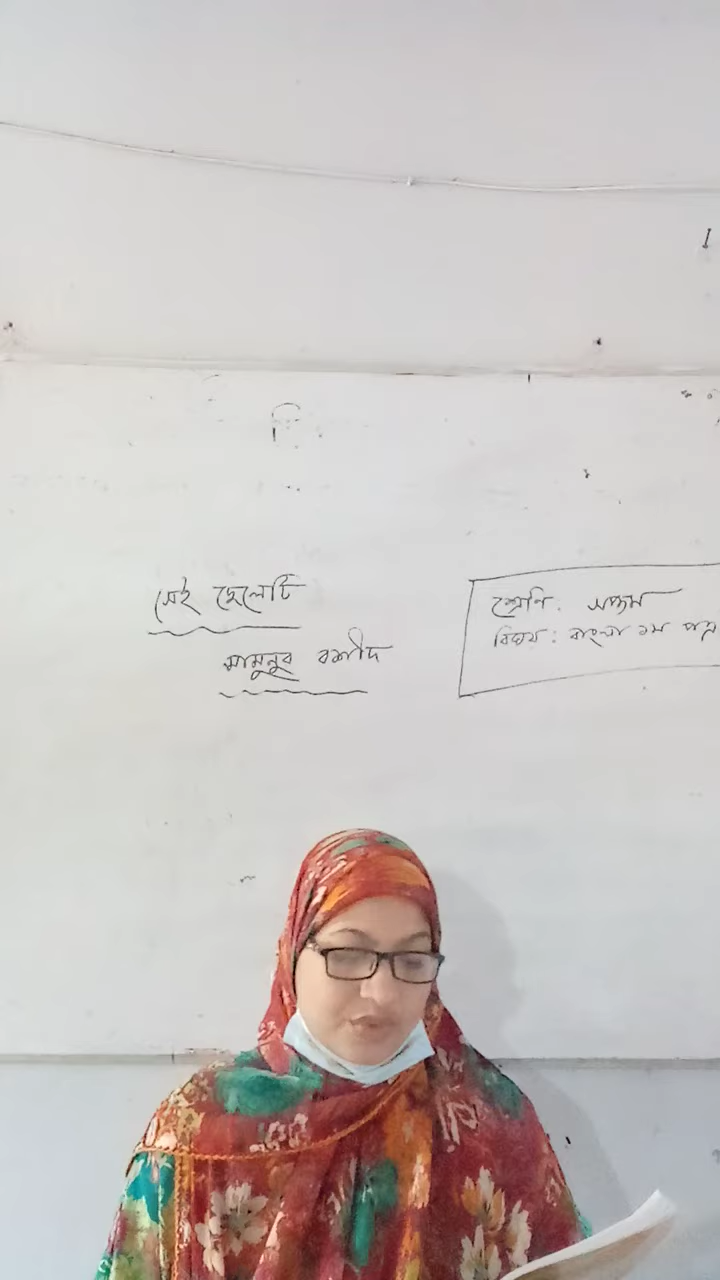 সেই ছেলেটি
মামুনুর রশীদ
শ্রেণি: সপ্তম
বিষয়: বাংলা ১ম পত্র